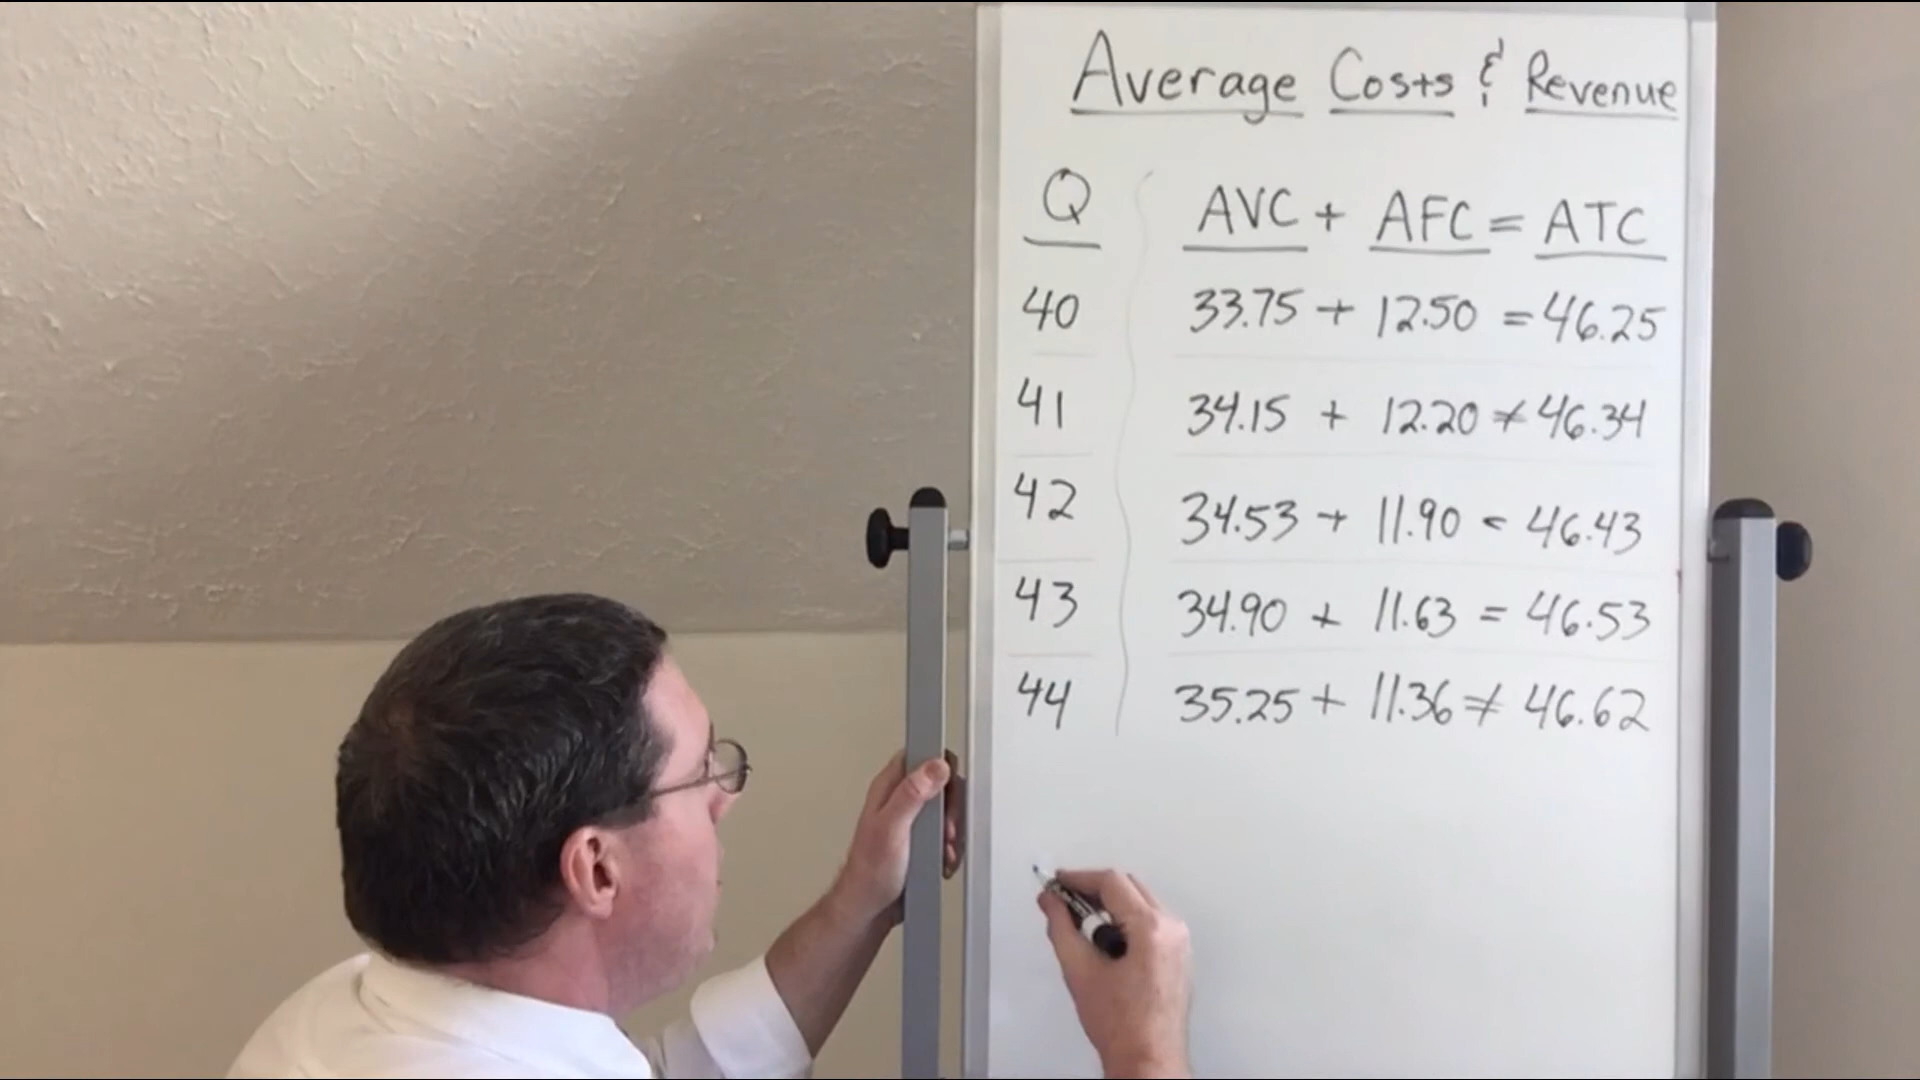 Average Costs & Revenue
Q AVC + AFC = ATC
40 33.75 + 12.50 = 46.25
41 34.15 + 12.20 ≠ 46.34
42 34.53 + 11.90 = 46.43
43 34.90 + 11.63 = 46.53
44 35.25 + 11.36 ≠ 46.62